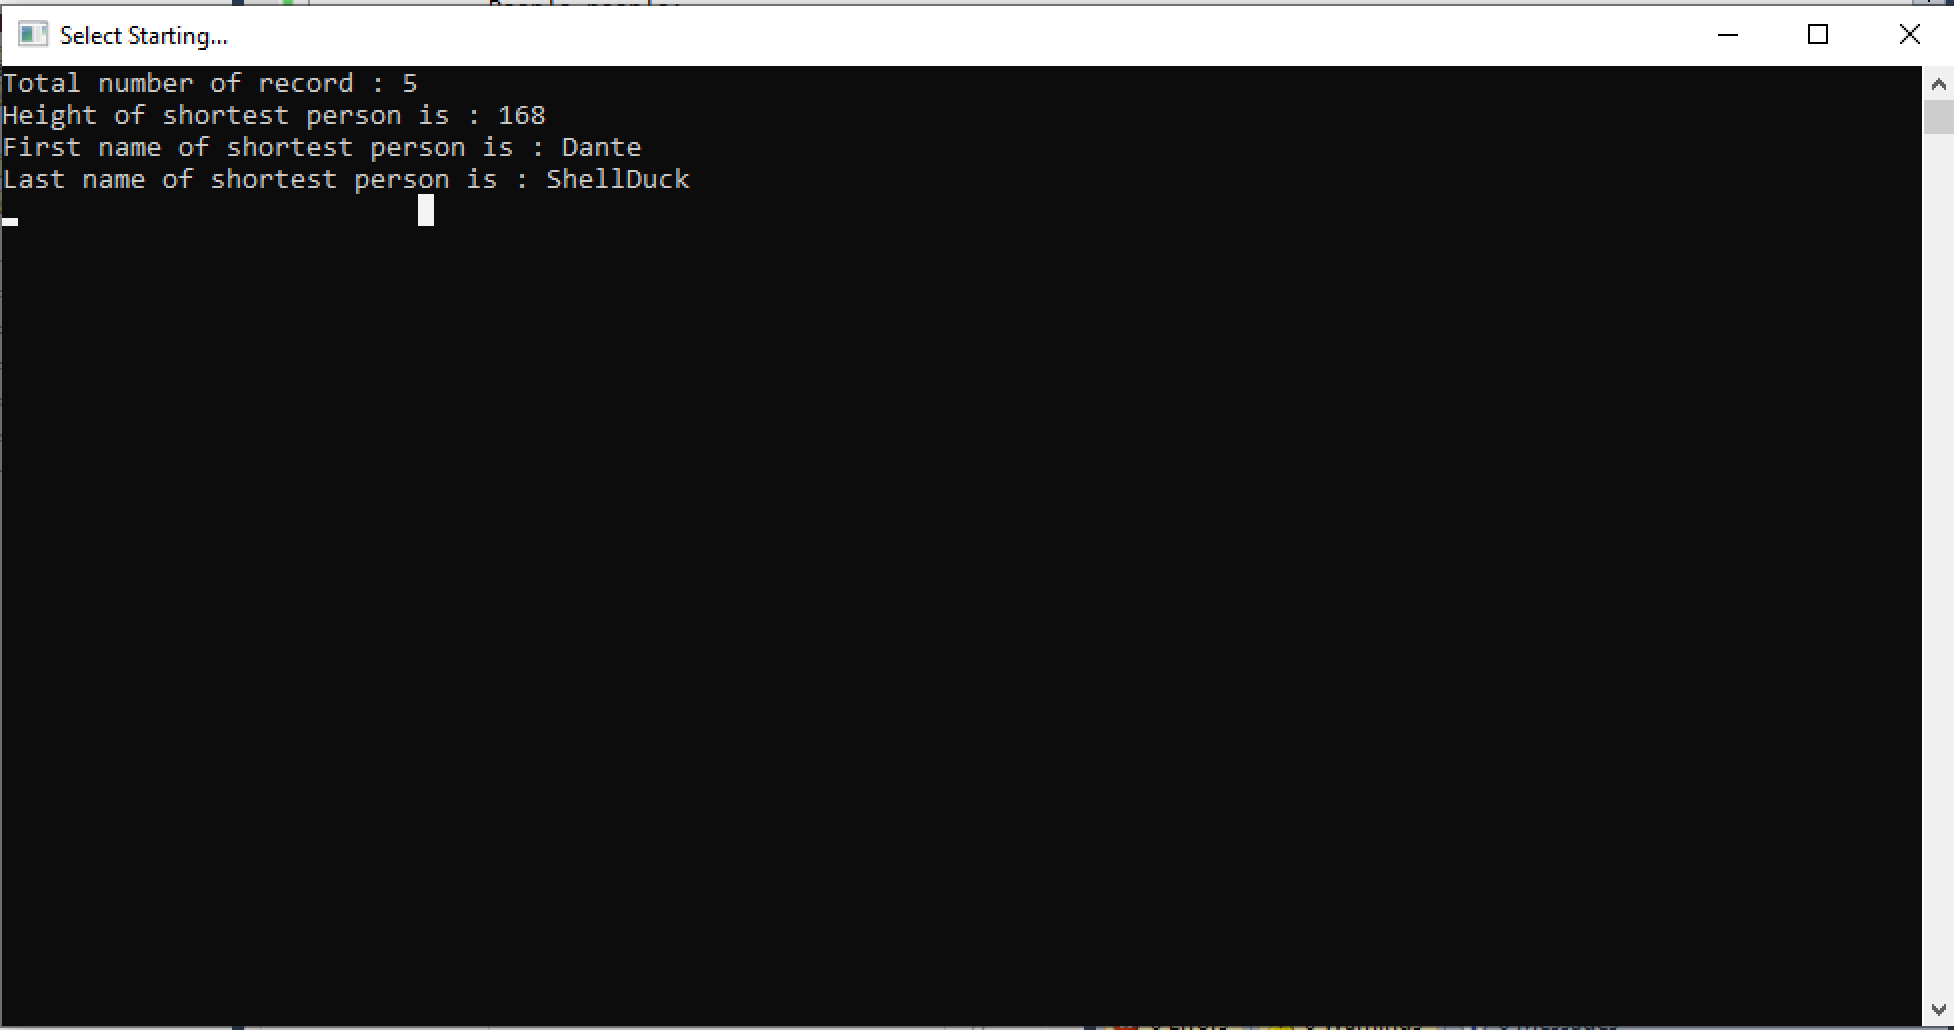 Select Starting...
Total number of record : 5
Height of shortest person is : 168
First name of shortest person is : Dante
Last name of shortest person is : ShellDuck